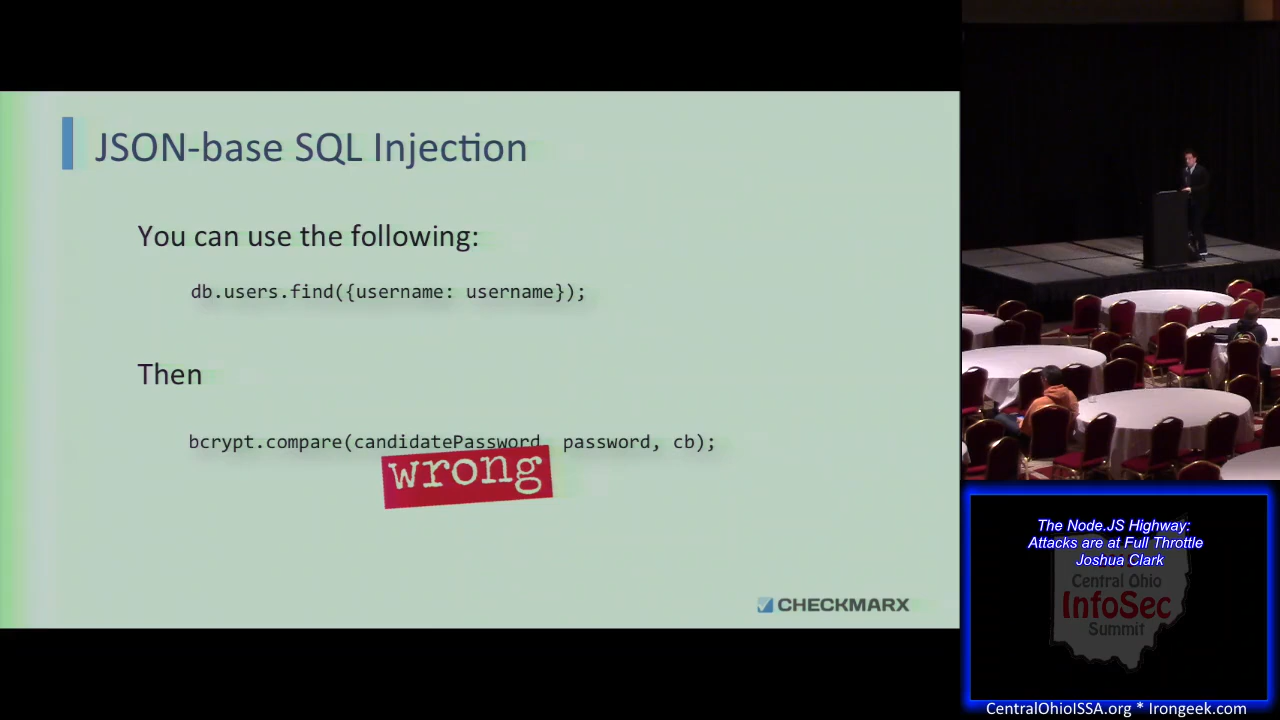 JSON-base SQL Injection
You can use the following:
db.users.find({username: username});
Then
bcrypt.compare(candidatePassword password, cb);
wrong
CHECKMARX
The Node.JS Highway:
Attacks are at Full Throttle
Joshua Clark
Central Ohio
InfoSec
Summit
CentralOhioISSA.org * Irongeek.com